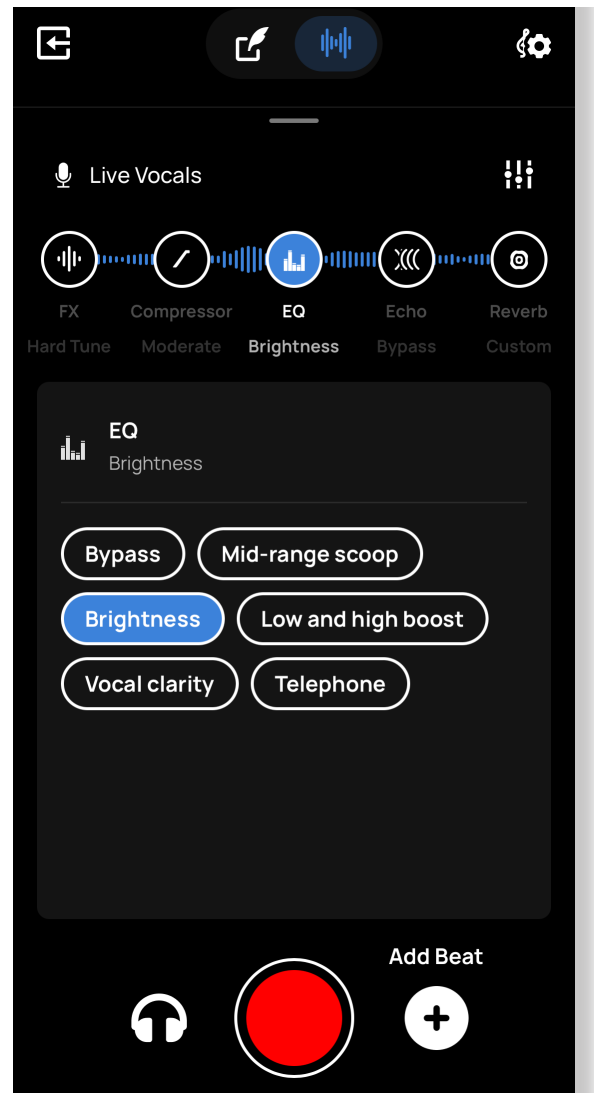 Live Vocals
FX Compressor EQ Echo Reverb
Hard Tune Moderate Brightness Bypass Custom
EQ
Brightness
Bypass Mid-range scoop
Brightness Low and high boost
Vocal clarity Telephone
Add Beat